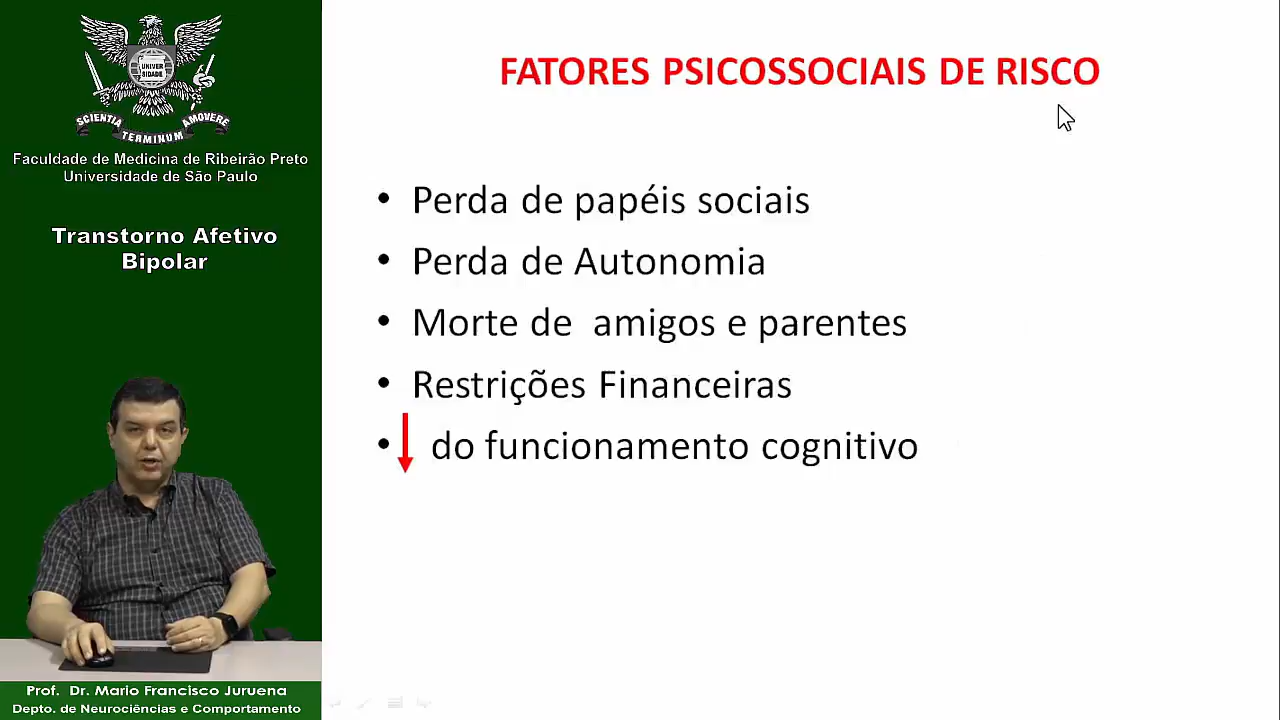 UNIVER
SIDADE
SCIENTIA
AMOVERE
TERMINUM
Faculdade de Medicina de Ribeirão Preto
Universidade de São Paulo
Transtorno Afetivo
Bipolar
FATORES PSICOSSOCIAIS DE RISCO
• Perda de papéis sociais
• Perda de Autonomia
• Morte de  amigos e parentes
• Restrições Financeiras
• ↓ do funcionamento cognitivo
Prof.  Dr. Mario Francisco Juruena
Depto. de Neurociências e Comportamento